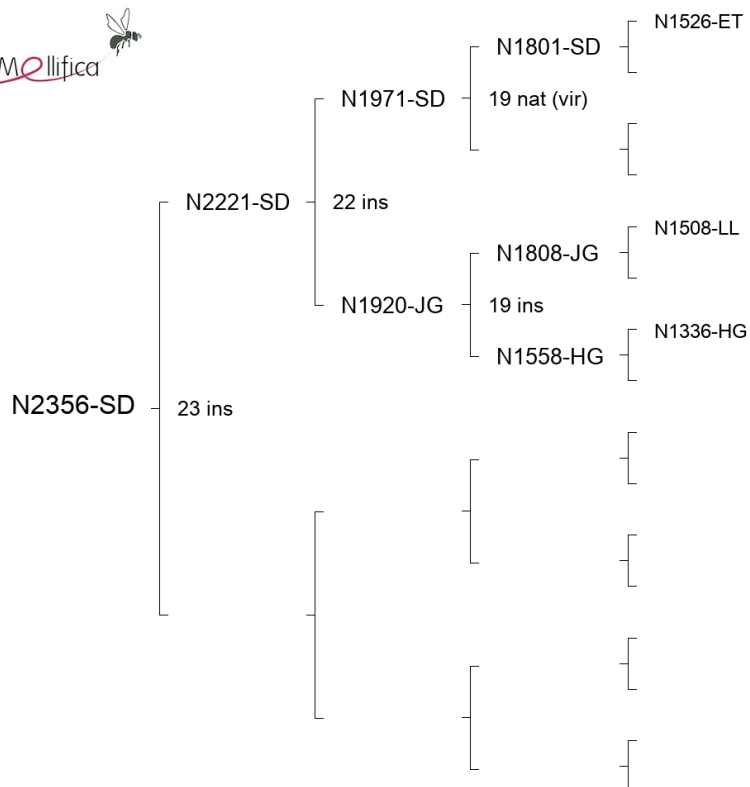 Mellifica
N1526-ET
N1801-SD
N1971-SD
19 nat (vir)
N2221-SD
22 ins
N1508-LL
N1808-JG
N1920-JG
19 ins
N1336-HG
N1558-HG
N2356-SD
23 ins